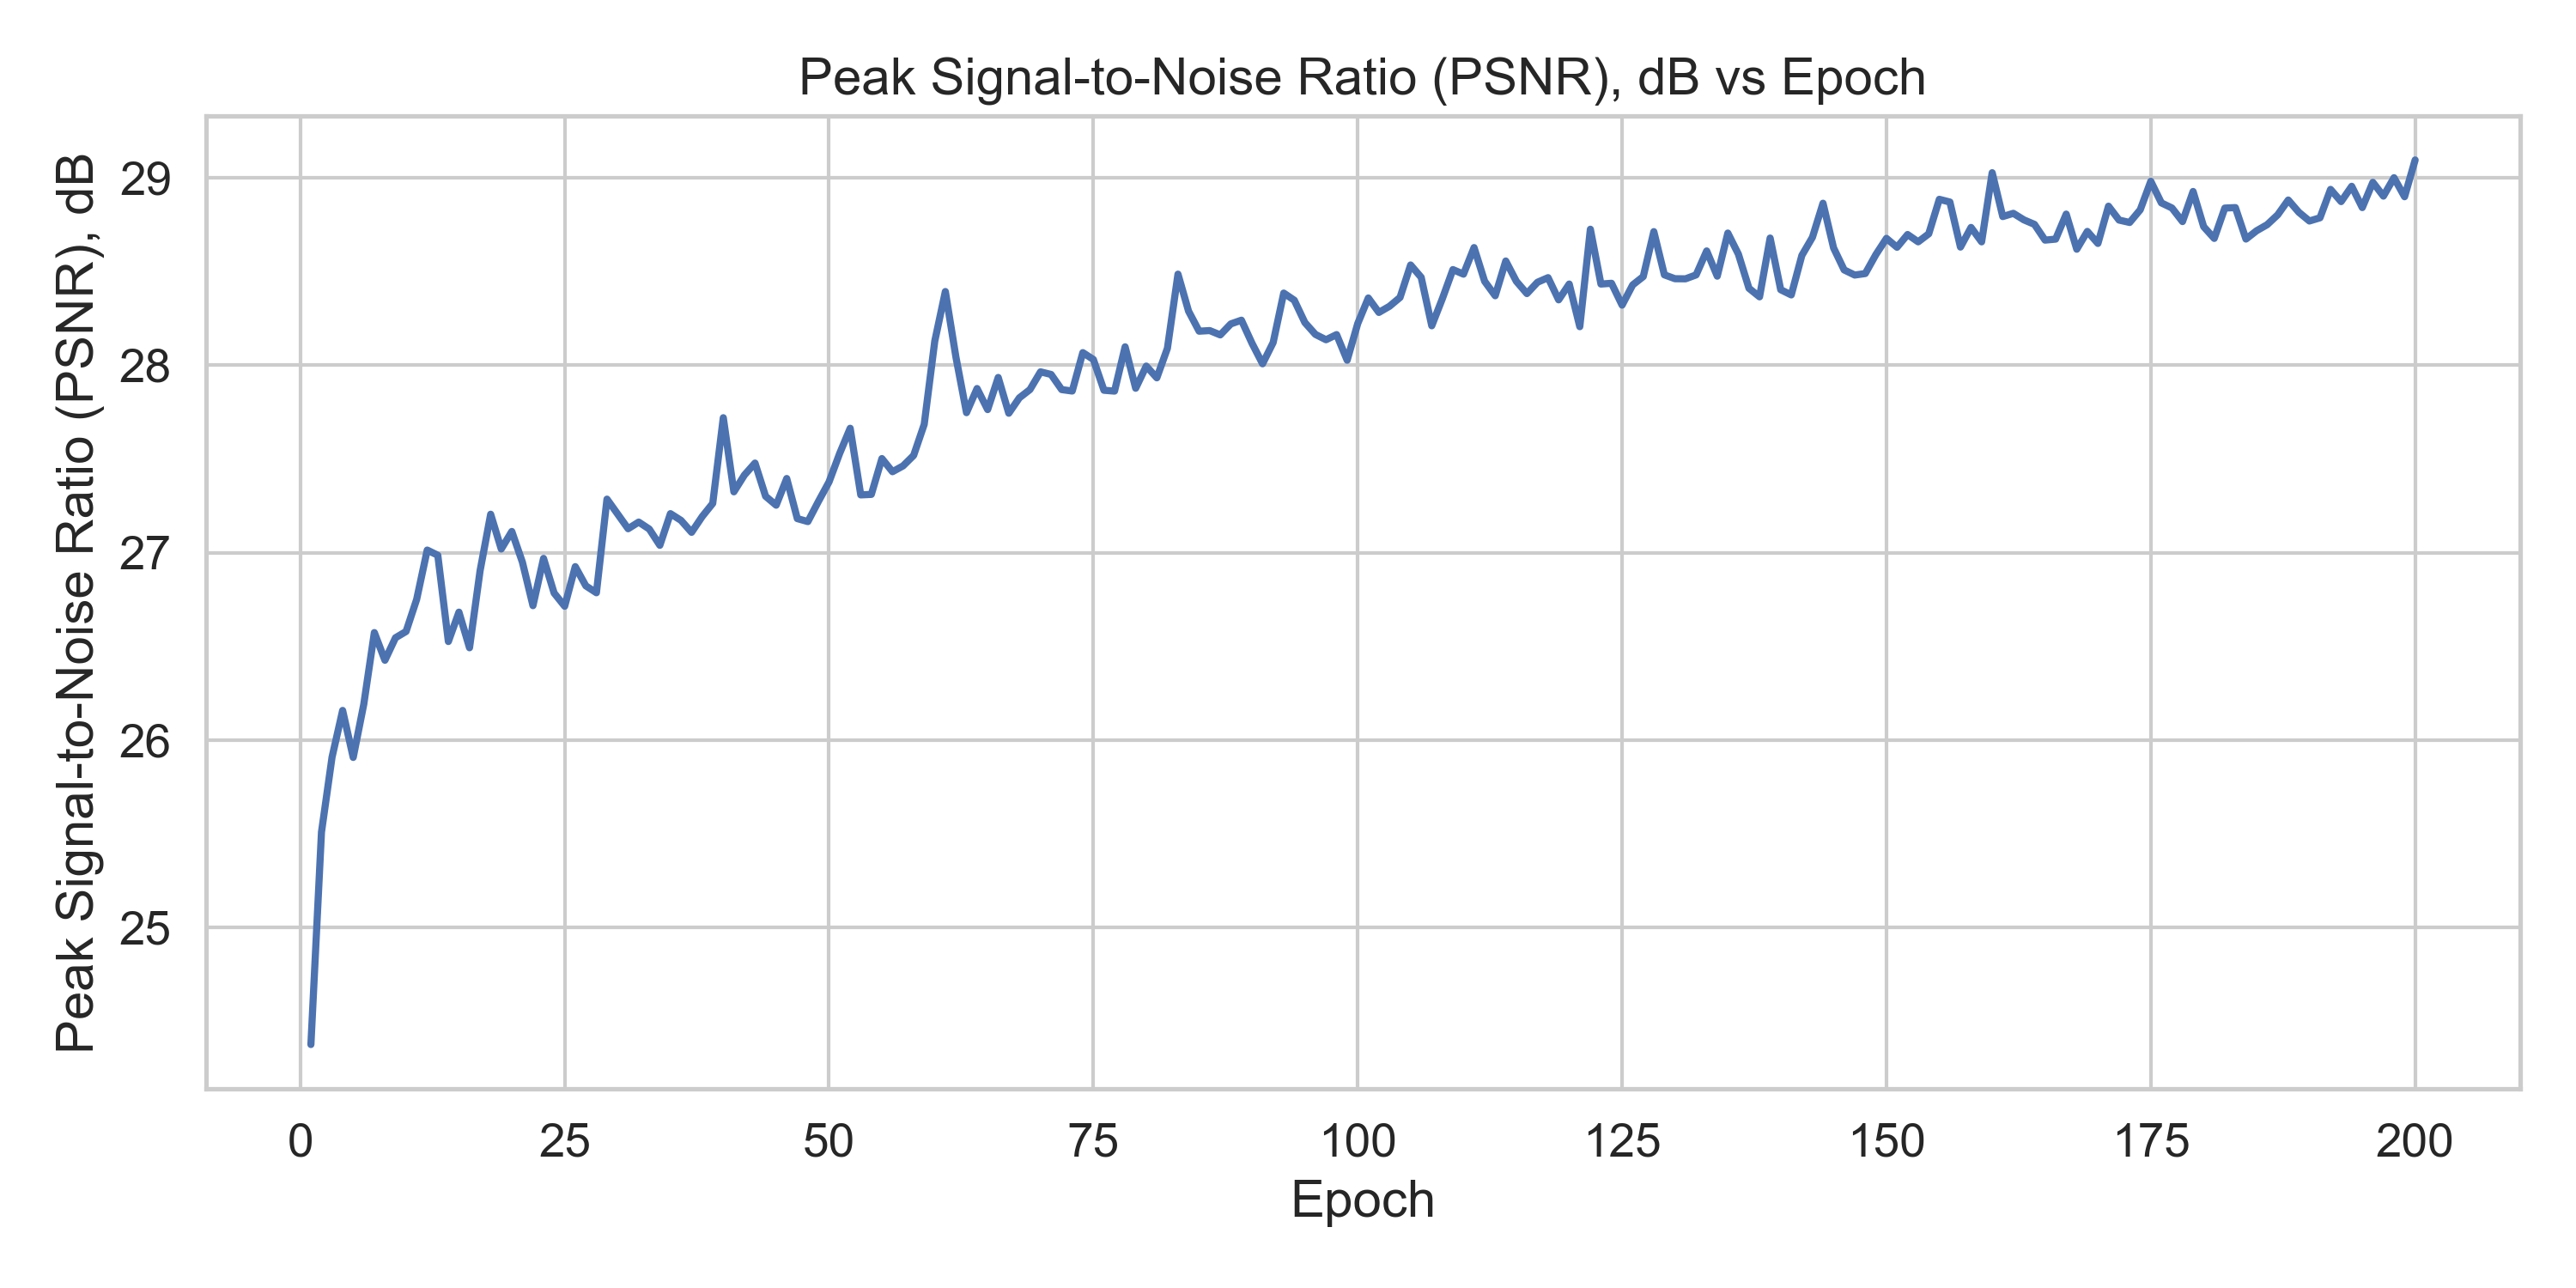 Peak Signal-to-Noise Ratio (PSNR), dB vs Epoch
Peak Signal-to-Noise Ratio (PSNR), dB
29
28
27
26
25
0 25 50 75 100 125 150 175 200
Epoch